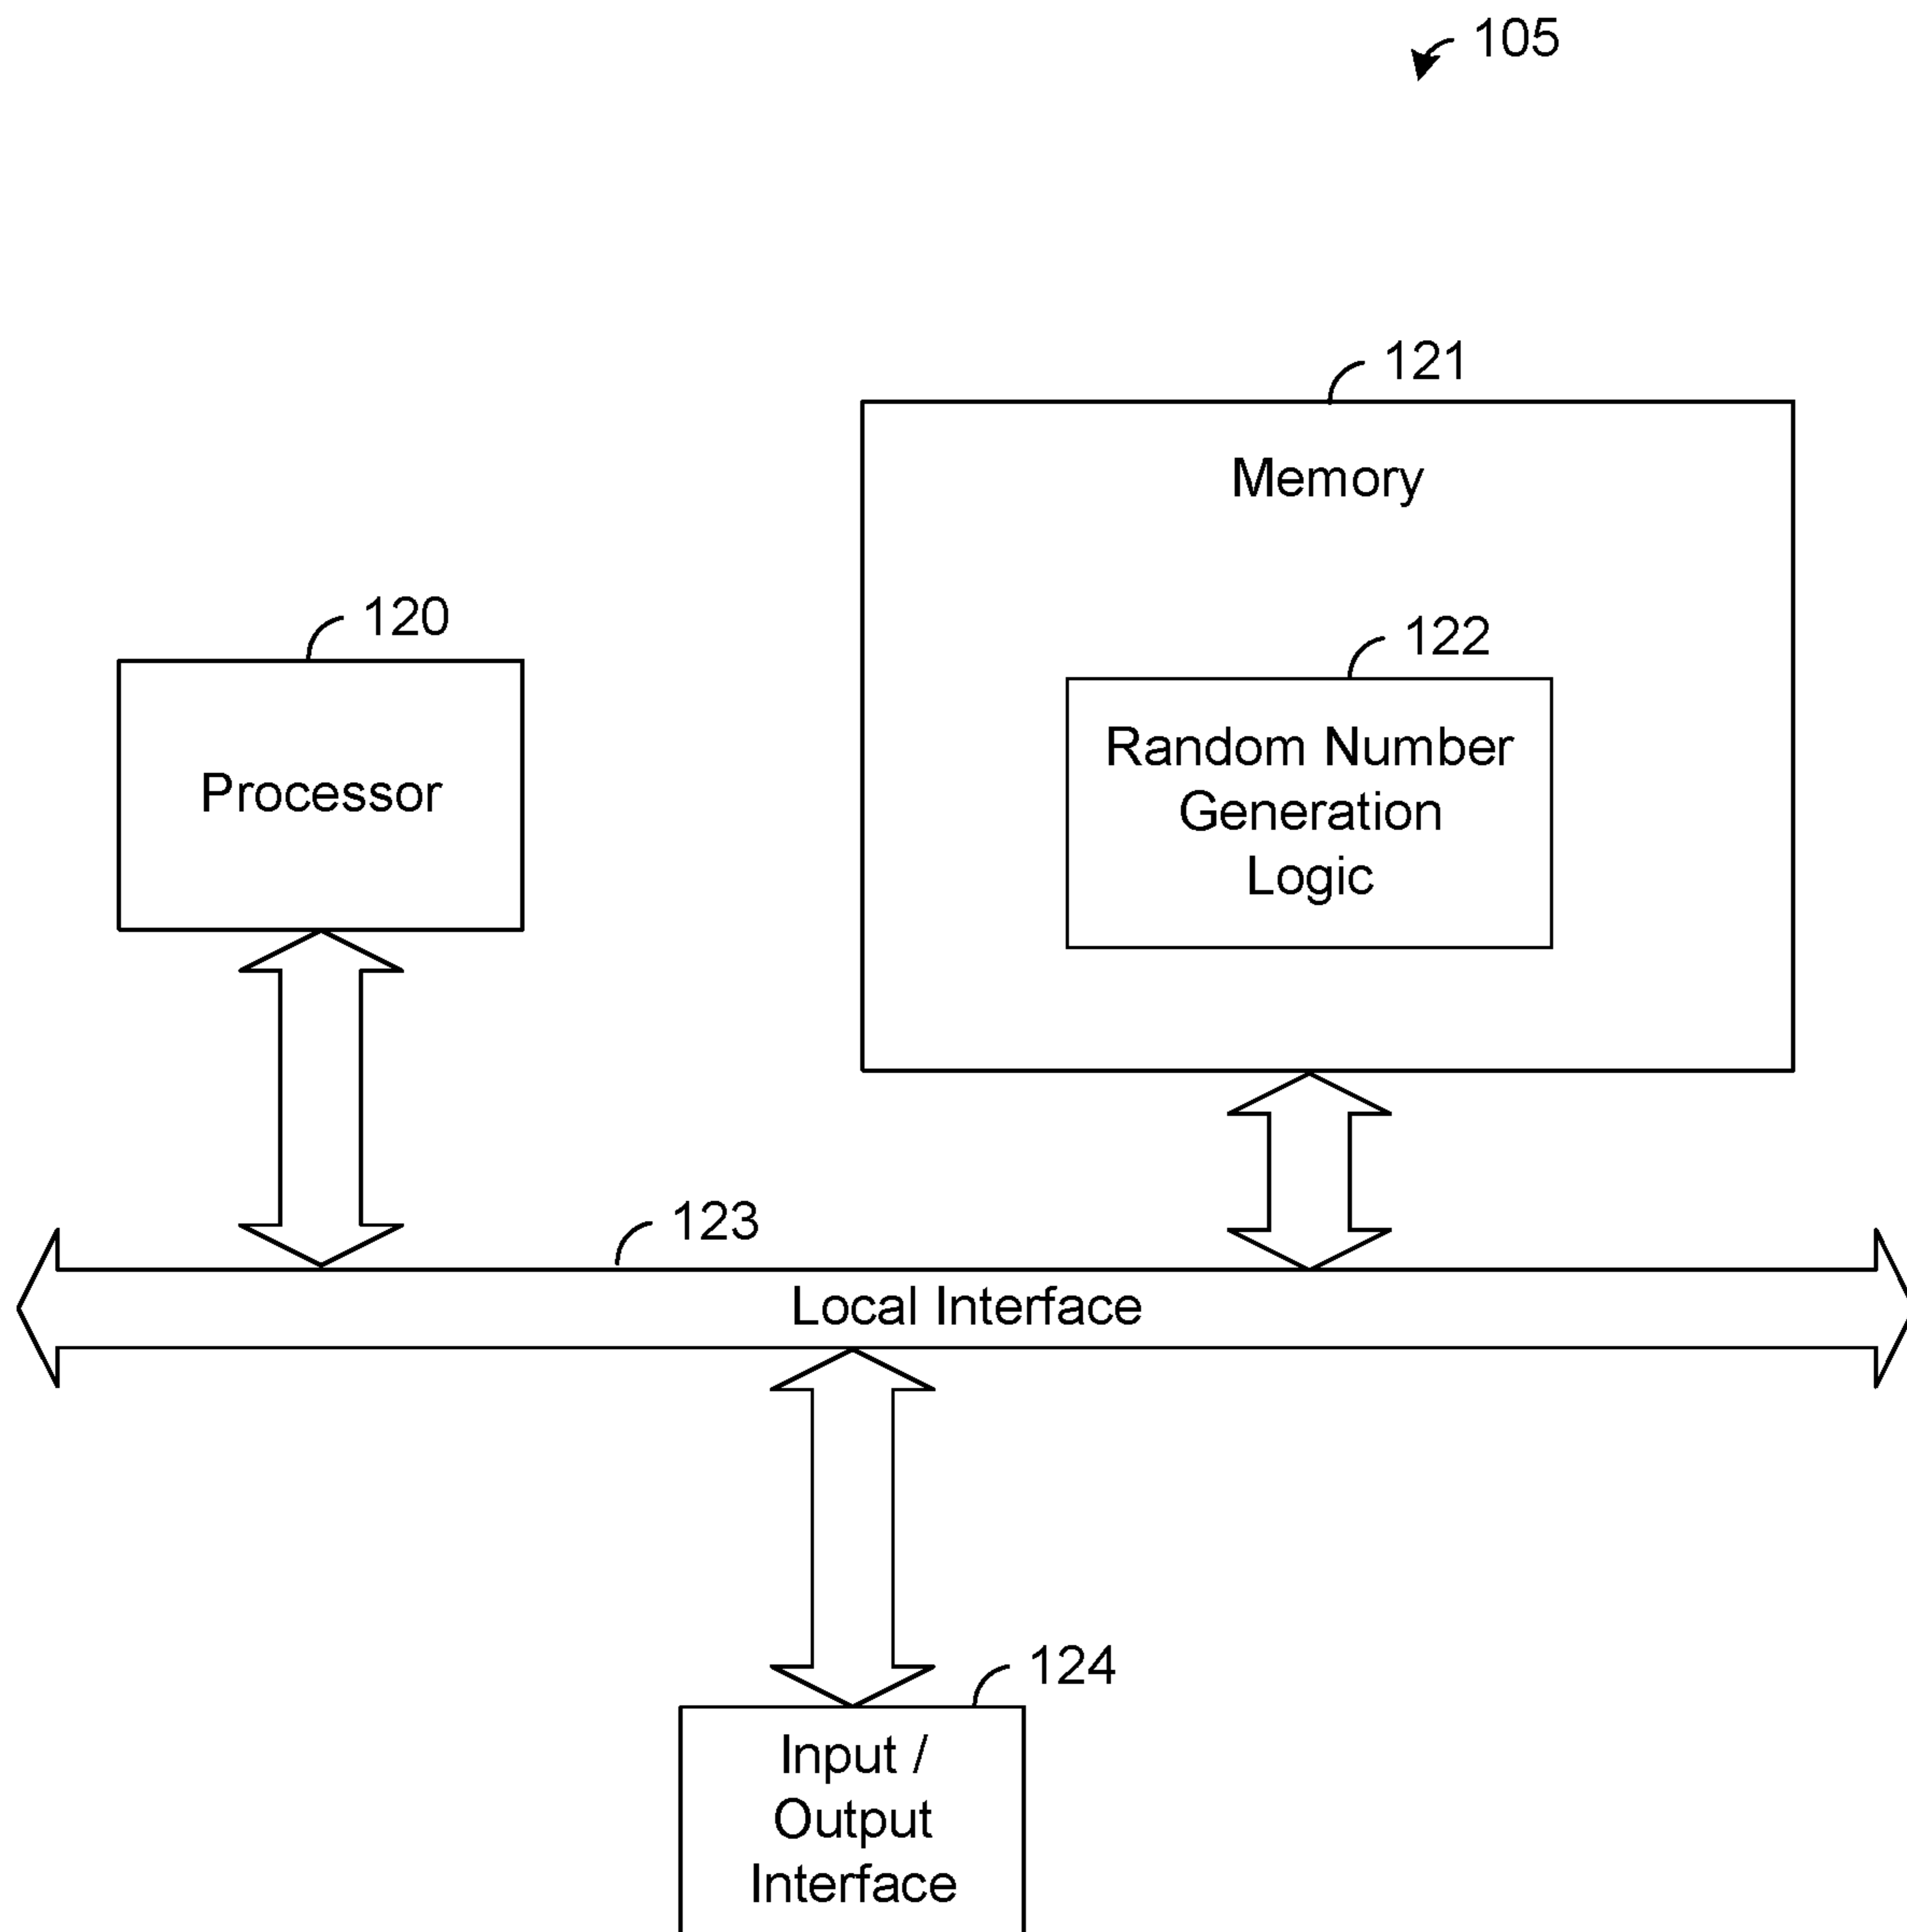 105
121
Memory
120
Processor
122
Random Number
Generation
Logic
123
Local Interface
124
Input /
Output
Interface